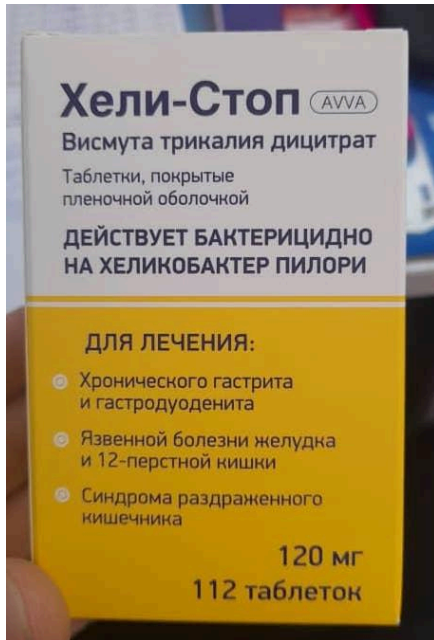 Хели-Стоп AVVA
Висмута трикалия дицитрат
Таблетки, покрытые
пленочной оболочкой
ДЕЙСТВУЕТ БАКТЕРИЦИДНО
НА ХЕЛИКОБАКТЕР ПИЛОРИ
ДЛЯ ЛЕЧЕНИЯ:
Хронического гастрита
и гастродуоденита
Язвенной болезни желудка
и 12-перстной кишки
Синдрома раздраженного
кишечника
120 мг
112 таблеток